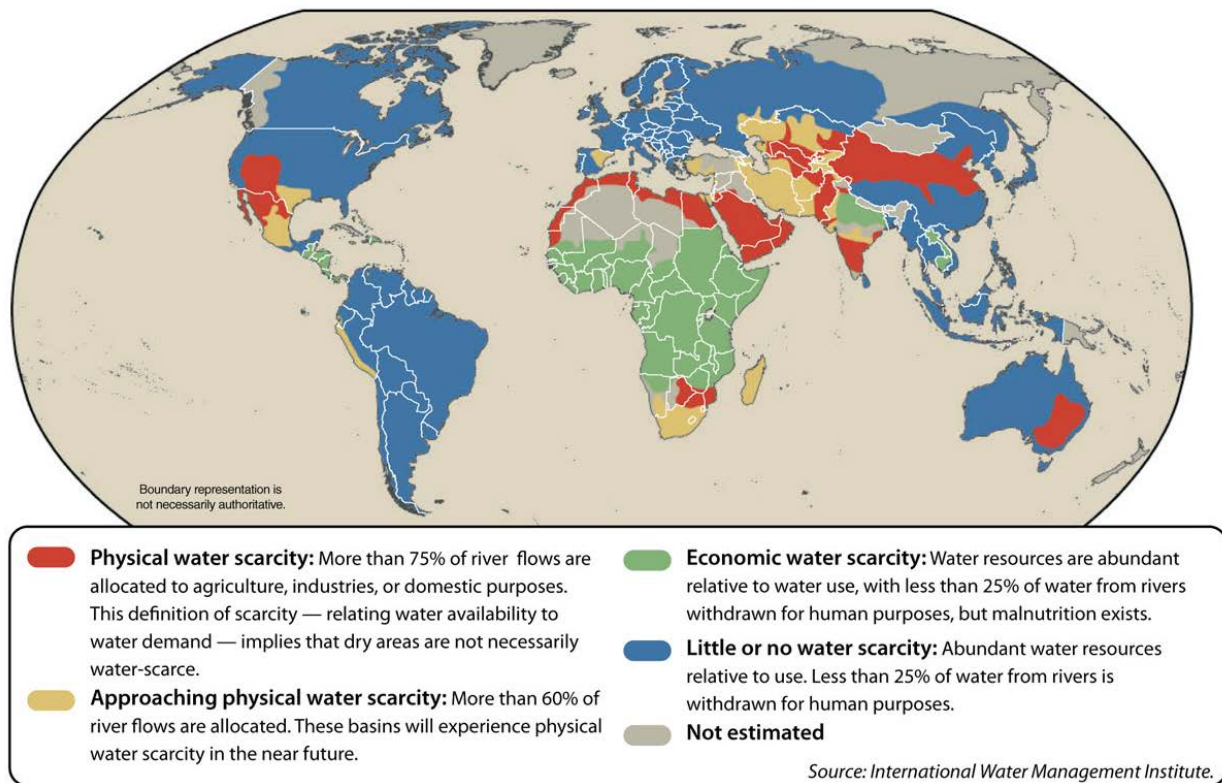 Boundary representation is
not necessarily authoritative.
Physical water scarcity: More than 75% of river flows are
allocated to agriculture, industries, or domestic purposes.
This definition of scarcity — relating water availability to
water demand — implies that dry areas are not necessarily
water-scarce.
Approaching physical water scarcity: More than 60% of
river flows are allocated. These basins will experience physical
water scarcity in the near future.
Economic water scarcity: Water resources are abundant
relative to water use, with less than 25% of water from rivers
withdrawn for human purposes, but malnutrition exists.
Little or no water scarcity: Abundant water resources
relative to use. Less than 25% of water from rivers is
withdrawn for human purposes.
Not estimated
Source: International Water Management Institute.